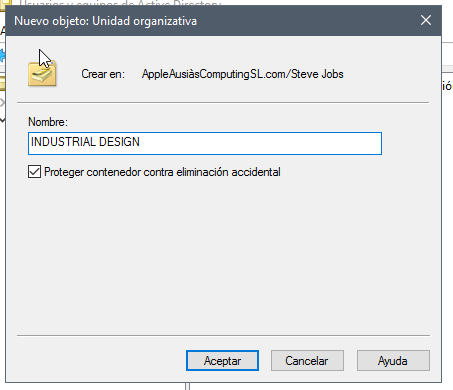 Usuarios y equipos de Active Directory
Nuevo objeto: Unidad organizativa
Crear en: AppleAusiàsComputingSL.com/Steve Jobs
Nombre:
INDUSTRIAL DESIGN
Proteger contenedor contra eliminación accidental
Aceptar Cancelar Ayuda